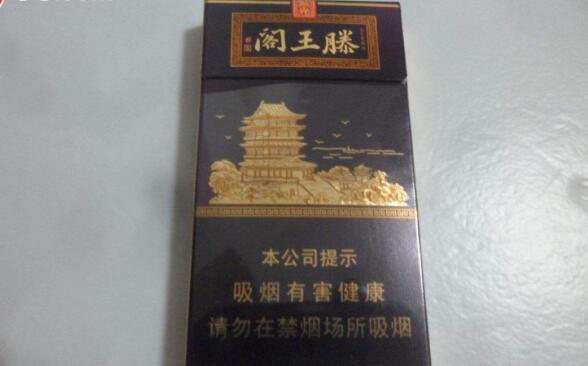 滕王阁
本公司提示
吸烟有害健康
请勿在禁烟场所吸烟